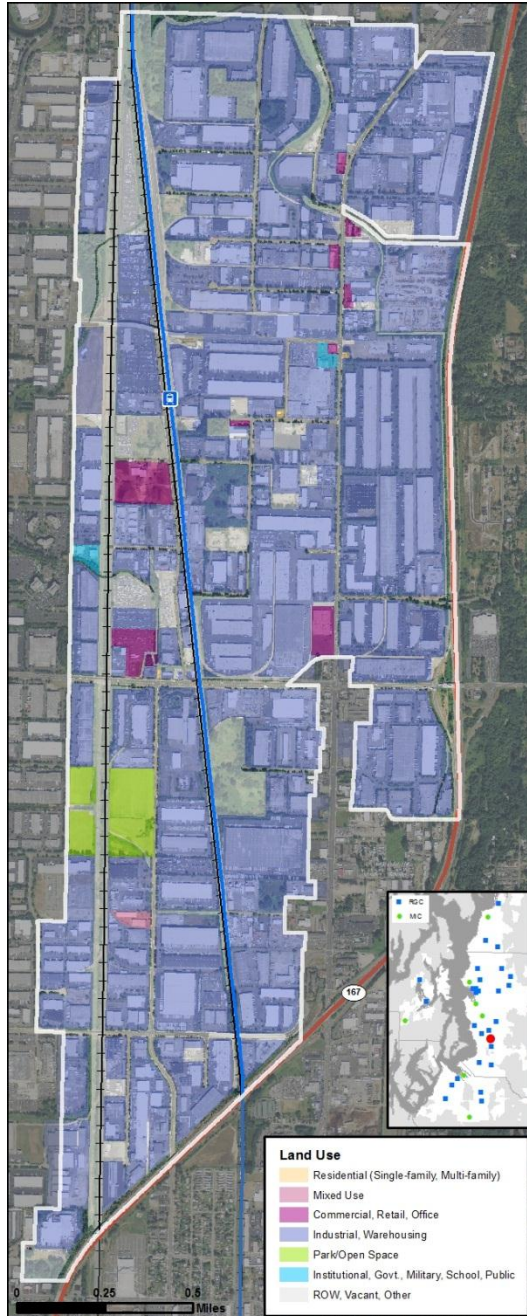 RGC
MIC
167
Land Use
Residential (Single-family, Multi-family)
Mixed Use
Commercial, Retail, Office
Industrial, Warehousing
Park/Open Space
Institutional, Govt., Military, School, Public
ROW, Vacant, Other
0 0.25 0.5
Miles